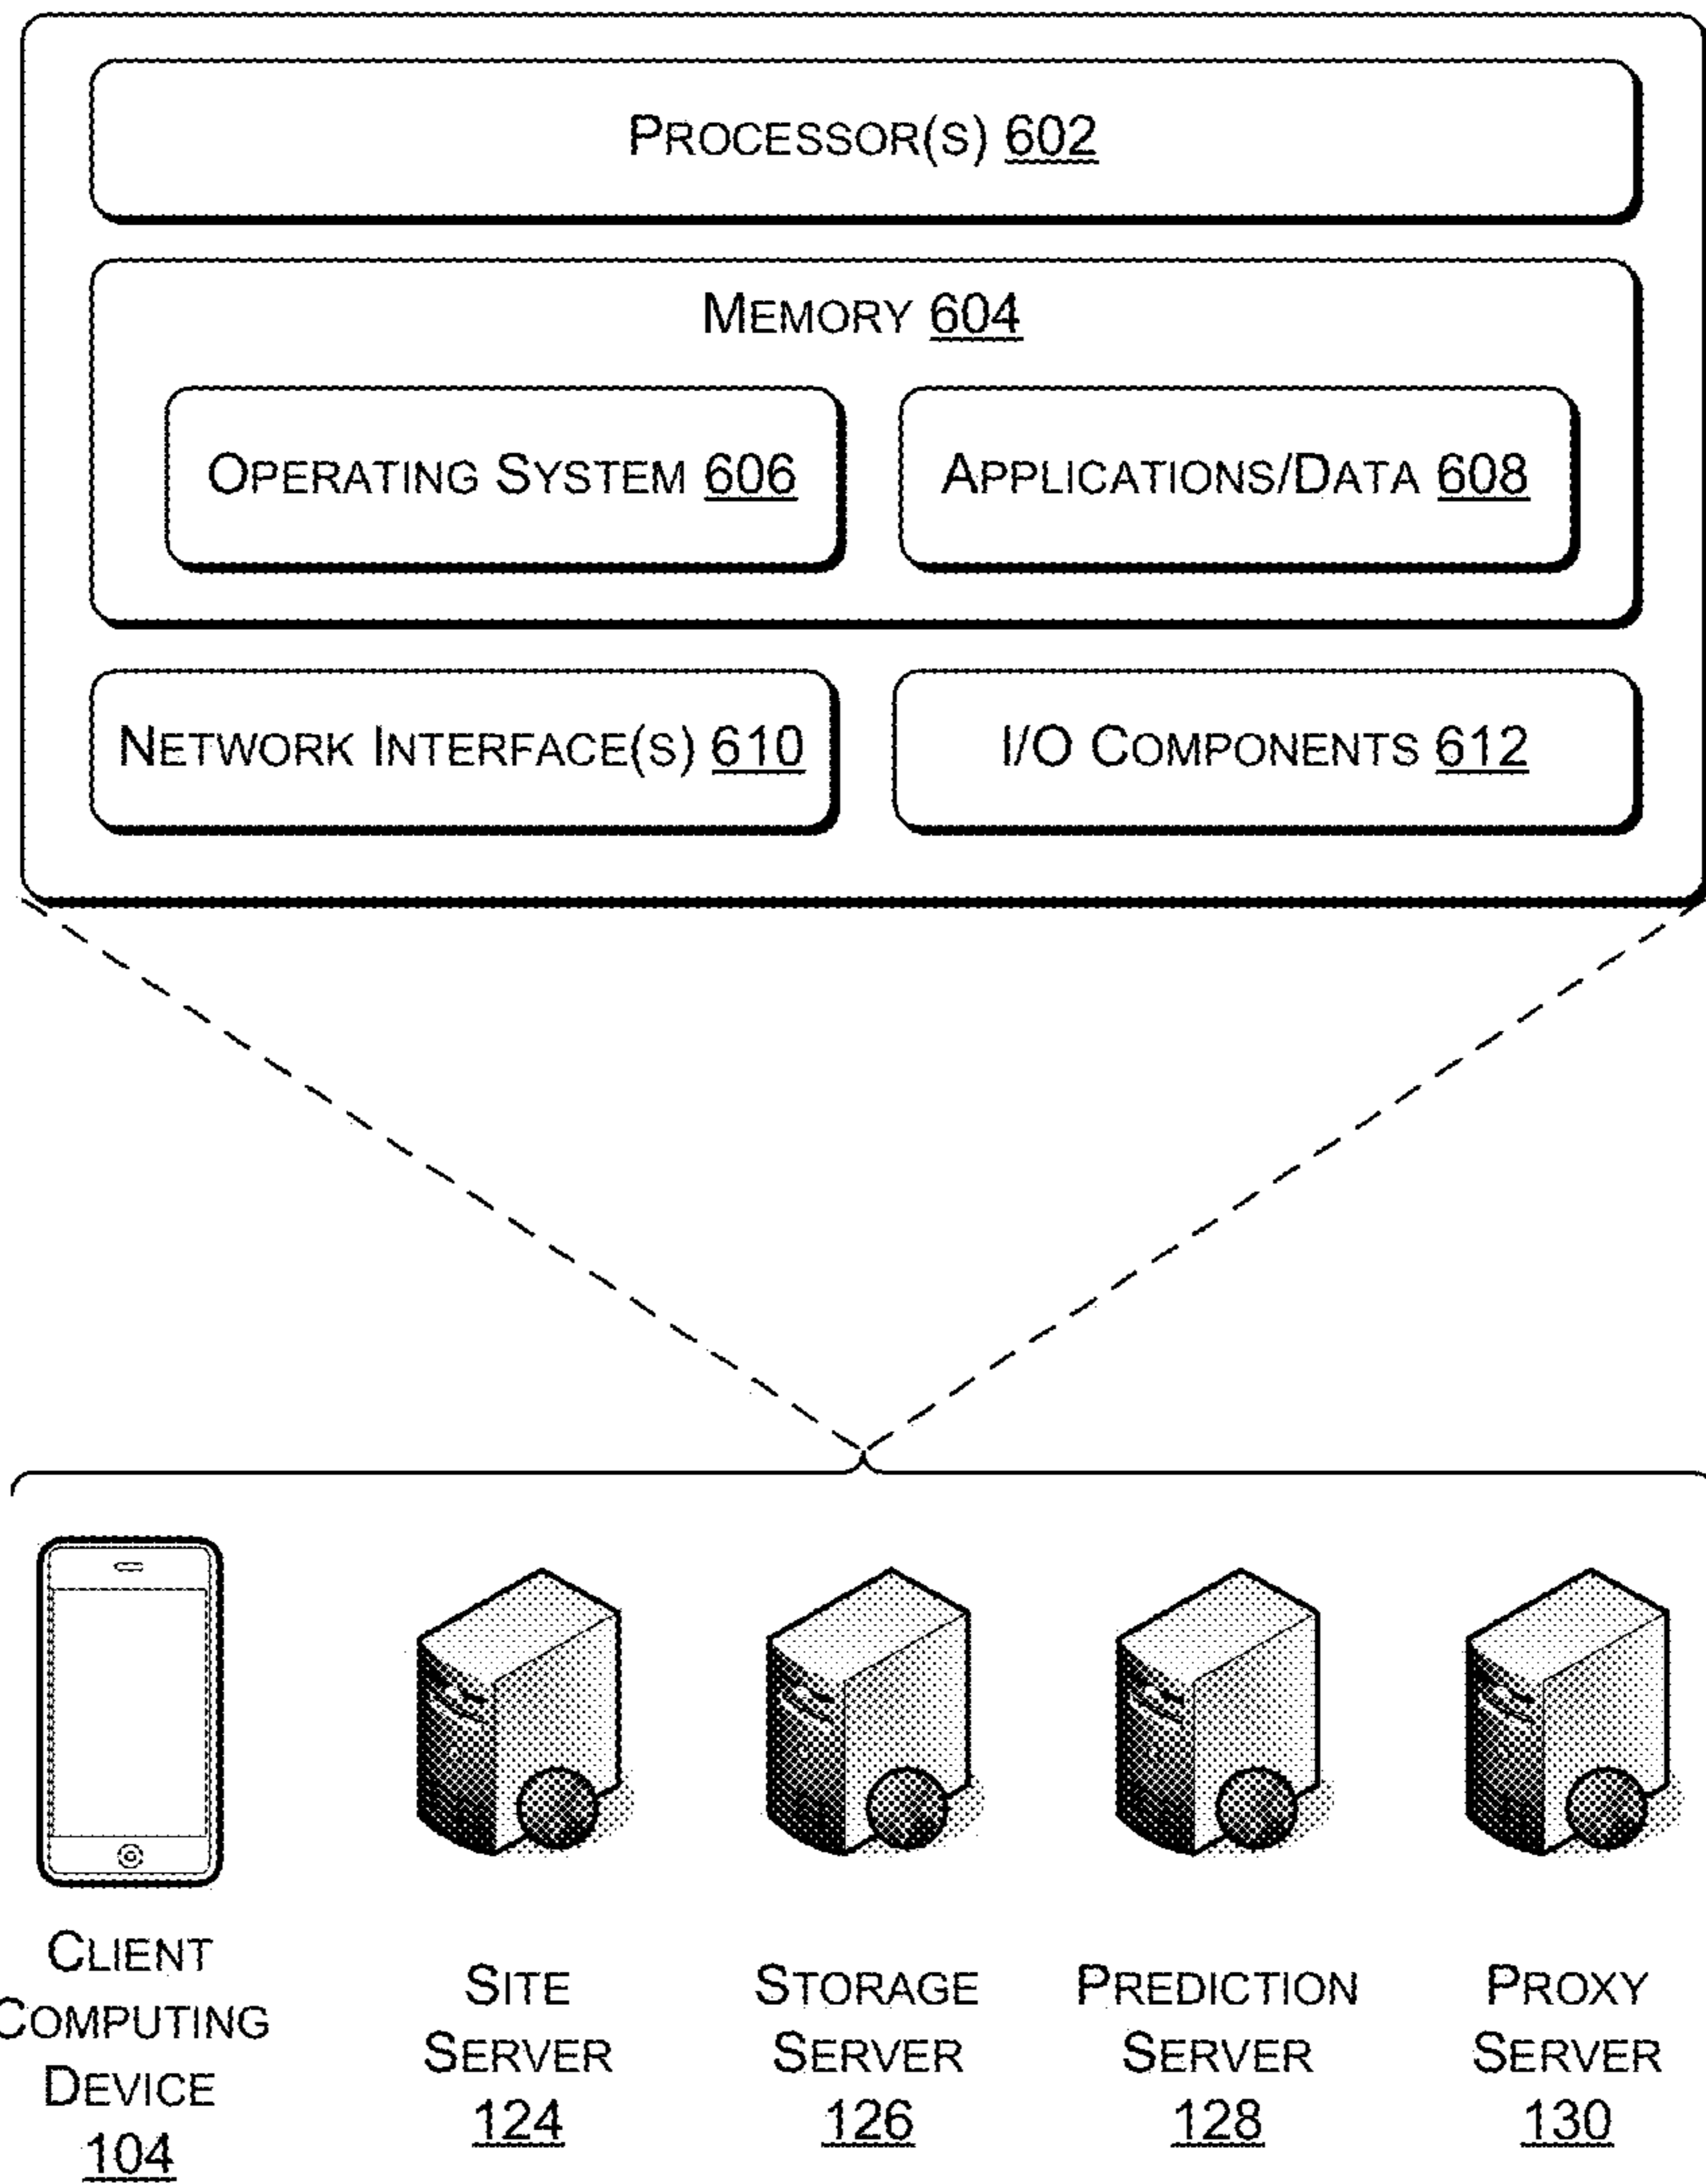 PROCESSOR(S) 602
MEMORY 604
OPERATING SYSTEM 606
APPLICATIONS/DATA 608
NETWORK INTERFACE(S) 610
I/O COMPONENTS 612
CLIENT
COMPUTING
DEVICE
104
SITE
SERVER
124
STORAGE
SERVER
126
PREDICTION
SERVER
128
PROXY
SERVER
130